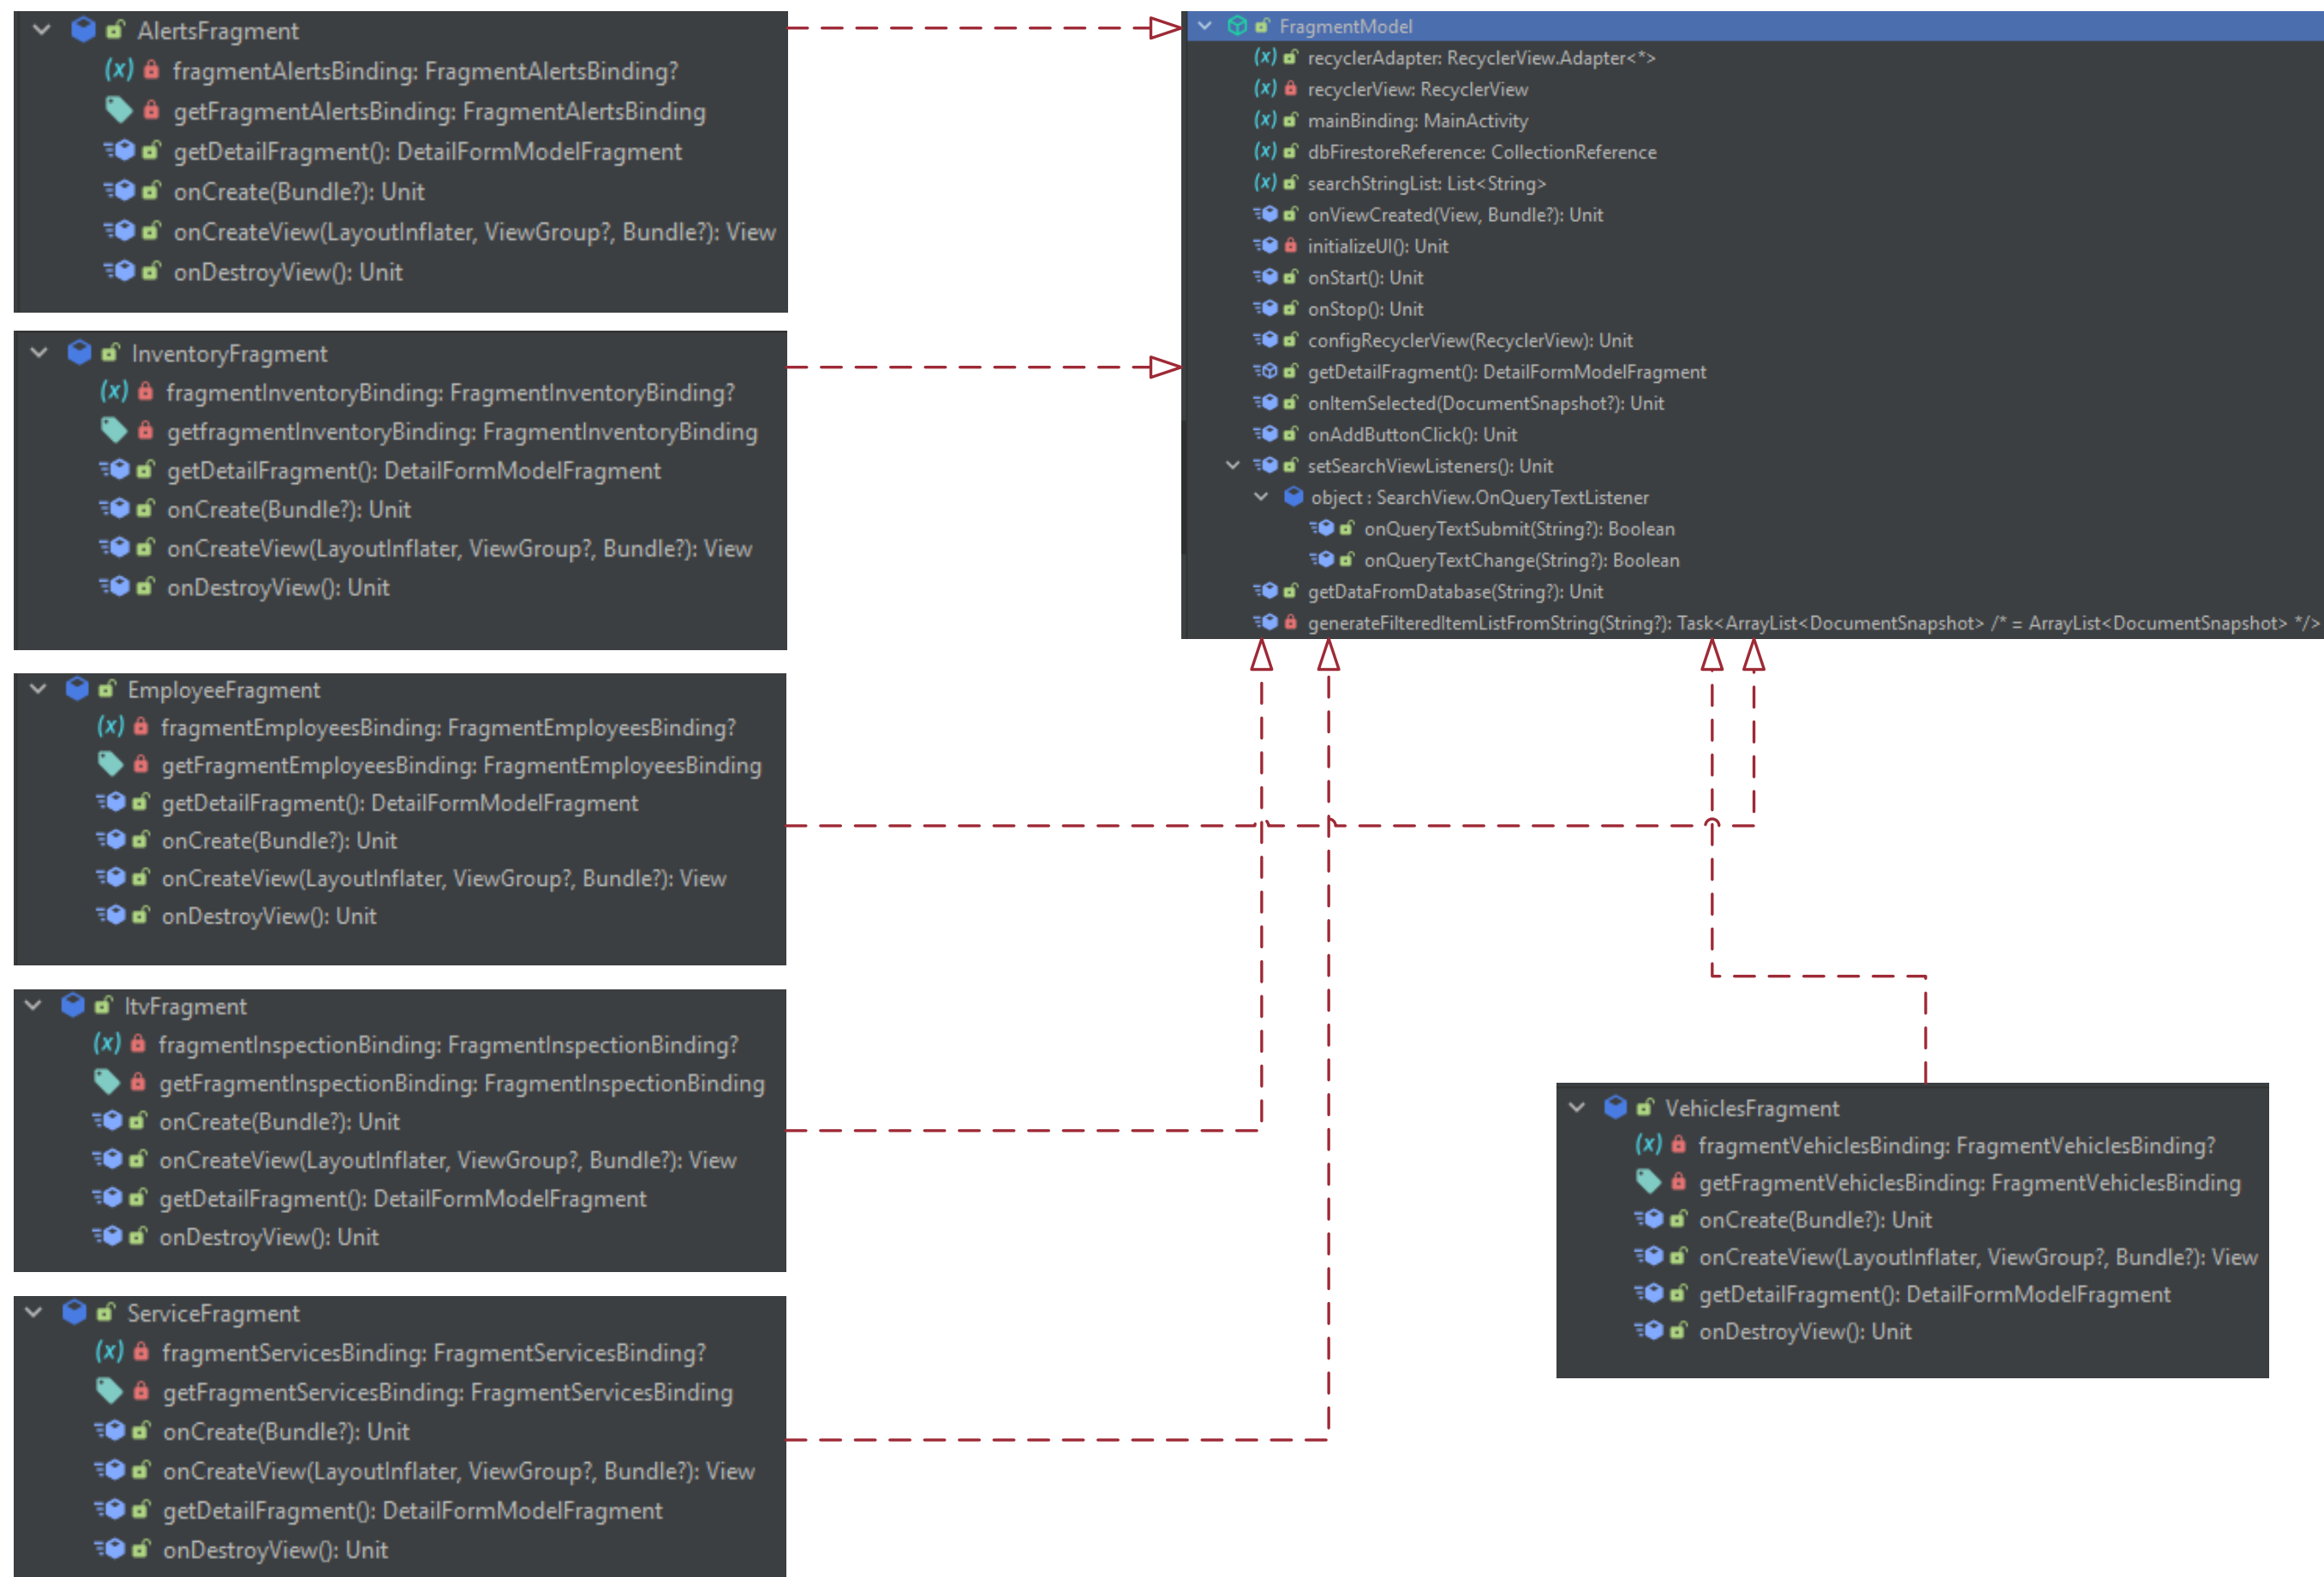 AlertsFragment
(x) fragmentAlertsBinding: FragmentAlertsBinding?
getFragmentAlertsBinding: FragmentAlertsBinding
getDetailFragment(): DetailFormModelFragment
onCreate(Bundle?): Unit
onCreateView(LayoutInflater, ViewGroup?, Bundle?): View
onDestroyView(): Unit
InventoryFragment
(x) fragmentInventoryBinding: FragmentInventoryBinding?
getfragmentInventoryBinding: FragmentInventoryBinding
getDetailFragment(): DetailFormModelFragment
onCreate(Bundle?): Unit
onCreateView(LayoutInflater, ViewGroup?, Bundle?): View
onDestroyView(): Unit
EmployeeFragment
(x) fragmentEmployeesBinding: FragmentEmployeesBinding?
getFragmentEmployeesBinding: FragmentEmployeesBinding
getDetailFragment(): DetailFormModelFragment
onCreate(Bundle?): Unit
onCreateView(LayoutInflater, ViewGroup?, Bundle?): View
onDestroyView(): Unit
ItvFragment
(x) fragmentInspectionBinding: FragmentInspectionBinding?
getFragmentInspectionBinding: FragmentInspectionBinding
onCreate(Bundle?): Unit
onCreateView(LayoutInflater, ViewGroup?, Bundle?): View
getDetailFragment(): DetailFormModelFragment
onDestroyView(): Unit
ServiceFragment
(x) fragmentServicesBinding: FragmentServicesBinding?
getFragmentServicesBinding: FragmentServicesBinding
onCreate(Bundle?): Unit
onCreateView(LayoutInflater, ViewGroup?, Bundle?): View
getDetailFragment(): DetailFormModelFragment
onDestroyView(): Unit
FragmentModel
(x) recyclerAdapter: RecyclerView.Adapter<*>
(x) recyclerView: RecyclerView
(x) mainBinding: MainActivity
(x) dbFirestoreReference: CollectionReference
(x) searchStringList: List<String>
onViewCreated(View, Bundle?): Unit
initializeUI(): Unit
onStart(): Unit
onStop(): Unit
configRecyclerView(RecyclerView): Unit
getDetailFragment(): DetailFormModelFragment
onItemSelected(DocumentSnapshot?): Unit
onAddButtonClick(): Unit
setSearchViewListeners(): Unit
object : SearchView.OnQueryTextListener
onQueryTextSubmit(String?): Boolean
onQueryTextChange(String?): Boolean
getDataFromDatabase(String?): Unit
generateFilteredItemListFromString(String?): Task<ArrayList<DocumentSnapshot> /* = ArrayList<DocumentSnapshot> */>
VehiclesFragment
(x) fragmentVehiclesBinding: FragmentVehiclesBinding?
getFragmentVehiclesBinding: FragmentVehiclesBinding
onCreate(Bundle?): Unit
onCreateView(LayoutInflater, ViewGroup?, Bundle?): View
getDetailFragment(): DetailFormModelFragment
onDestroyView(): Unit